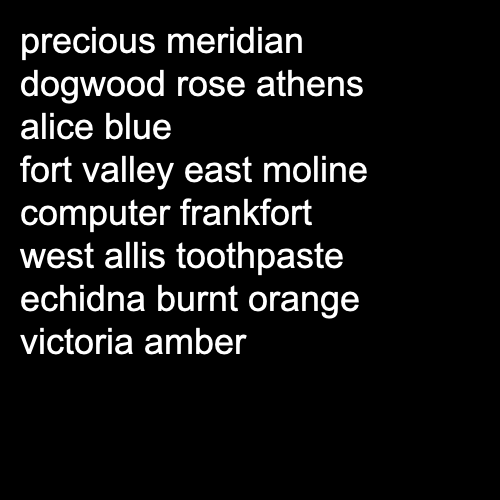 precious meridian
dogwood rose athens
alice blue
fort valley east moline
computer frankfort
west allis toothpaste
echidna burnt orange
victoria amber